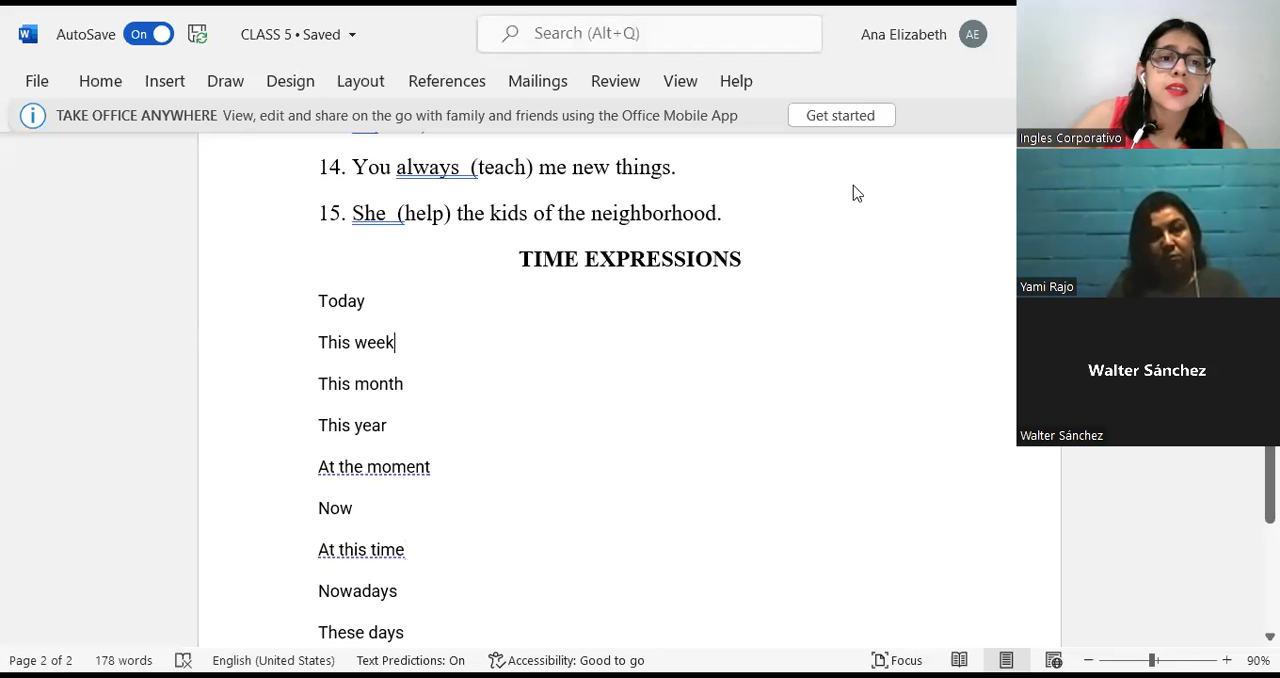 AutoSave On CLASS 5 • Saved Search (Alt+Q) Ana Elizabeth AE
File Home Insert Draw Design Layout References Mailings Review View Help
TAKE OFFICE ANYWHERE View, edit and share on the go with family and friends using the Office Mobile App Get started
14. You always (teach) me new things.
15. She (help) the kids of the neighborhood.
TIME EXPRESSIONS
Today
This week
This month
This year
At the moment
Now
At this time
Nowadays
These days
Page 2 of 2 178 words English (United States) Text Predictions: On Accessibility: Good to go Focus 90%
Ingles Corporativo
Yami Rajo
Walter Sánchez
Walter Sánchez